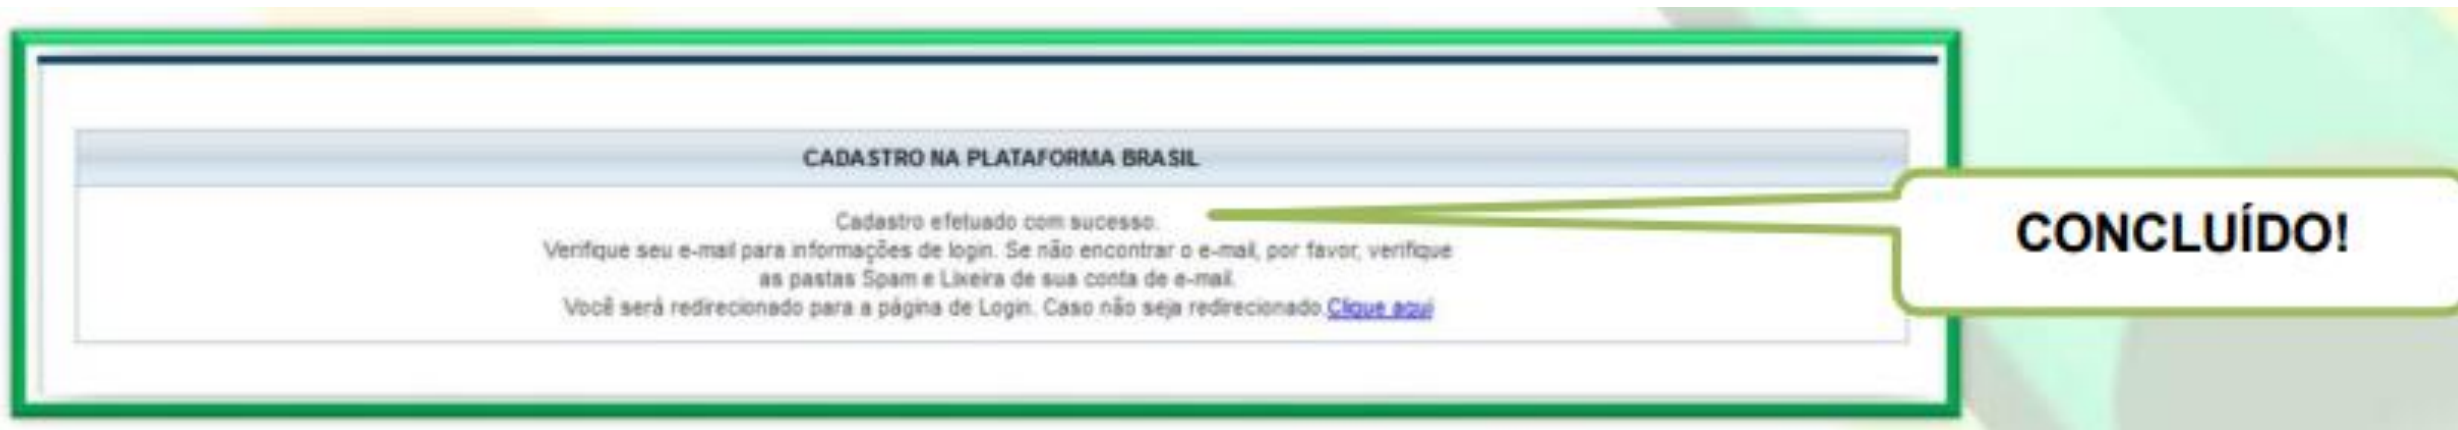 CADASTRO NA PLATAFORMA BRASIL
Cadastro efetuado com sucesso.
Verifique seu e-mail para informações de login. Se não encontrar o e-mail, por favor, verifique
as pastas Spam e Lixeira de sua conta de e-mail.
Você será redirecionado para a página de Login. Caso não seja redirecionado Clique aqui
CONCLUÍDO!